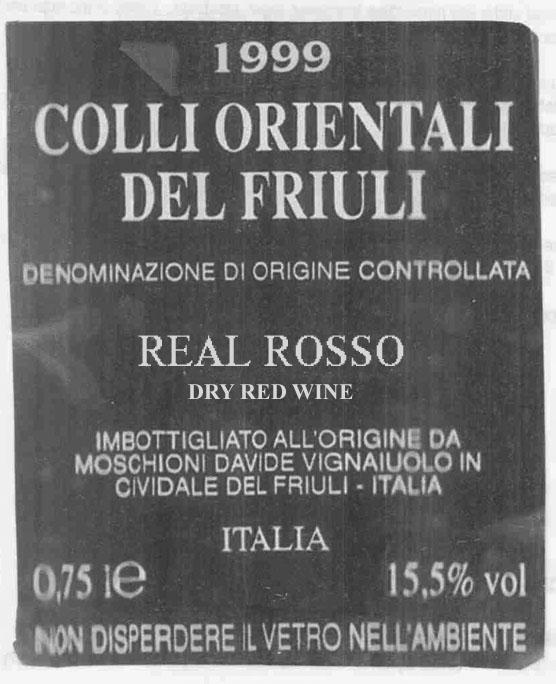 1999
COLLI ORIENTALI
DEL FRIULI
DENOMINAZIONE DI ORIGINE CONTROLLATA
REAL ROSSO
DRY RED WINE
IMBOTTIGLIATO ALL'ORIGINE DA
MOSCHIONI DAVIDE VIGNAIUOLO IN
CIVIDALE DEL FRIULI - ITALIA
ITALIA
0,75 l e 15,5% vol
NON DISPERDERE IL VETRO NELL'AMBIENTE